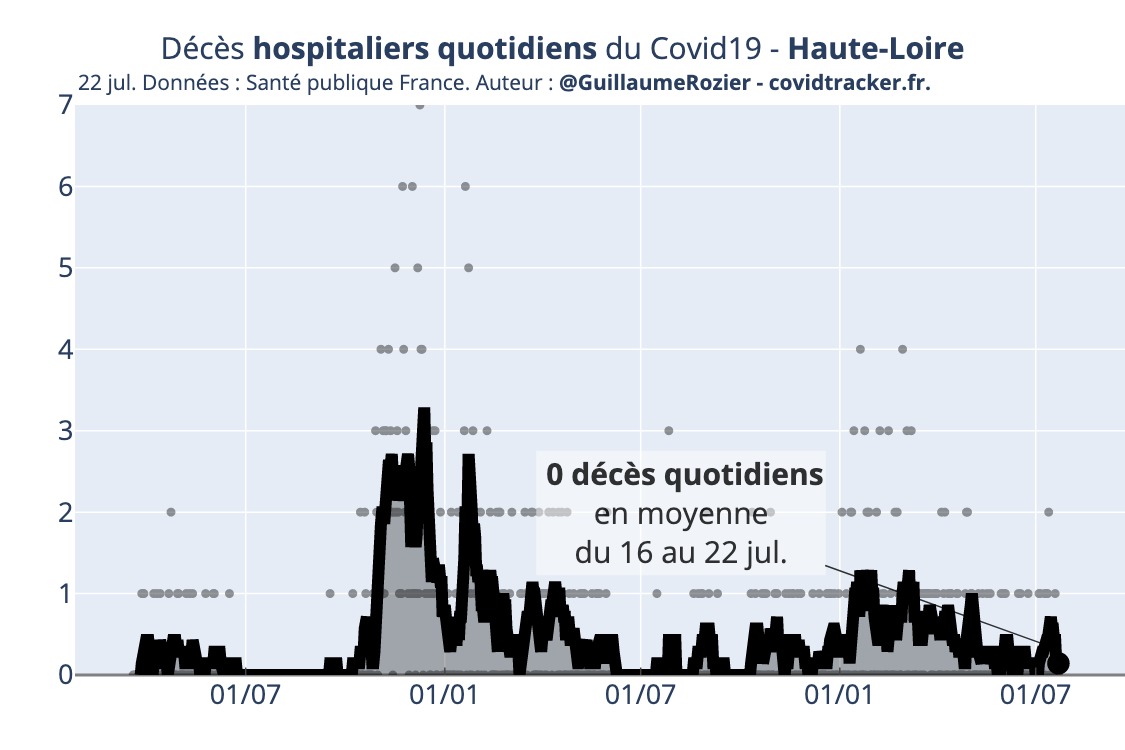 Décès hospitaliers quotidiens du Covid19 - Haute-Loire
22 jul. Données : Santé publique France. Auteur : @GuillaumeRozier - covidtracker.fr.
7
6
5
4
3
2
1
0
0 décès quotidiens
en moyenne
du 16 au 22 jul.
01/07 01/01 01/07 01/01 01/07